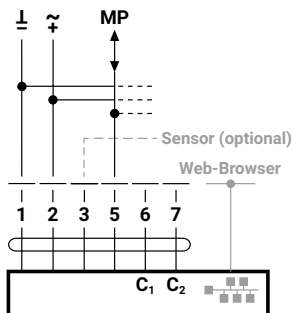 ⊥ ~ MP
– +
Sensor (optional)
Web-Browser
1 2 3 5 6 7
C₁ C₂